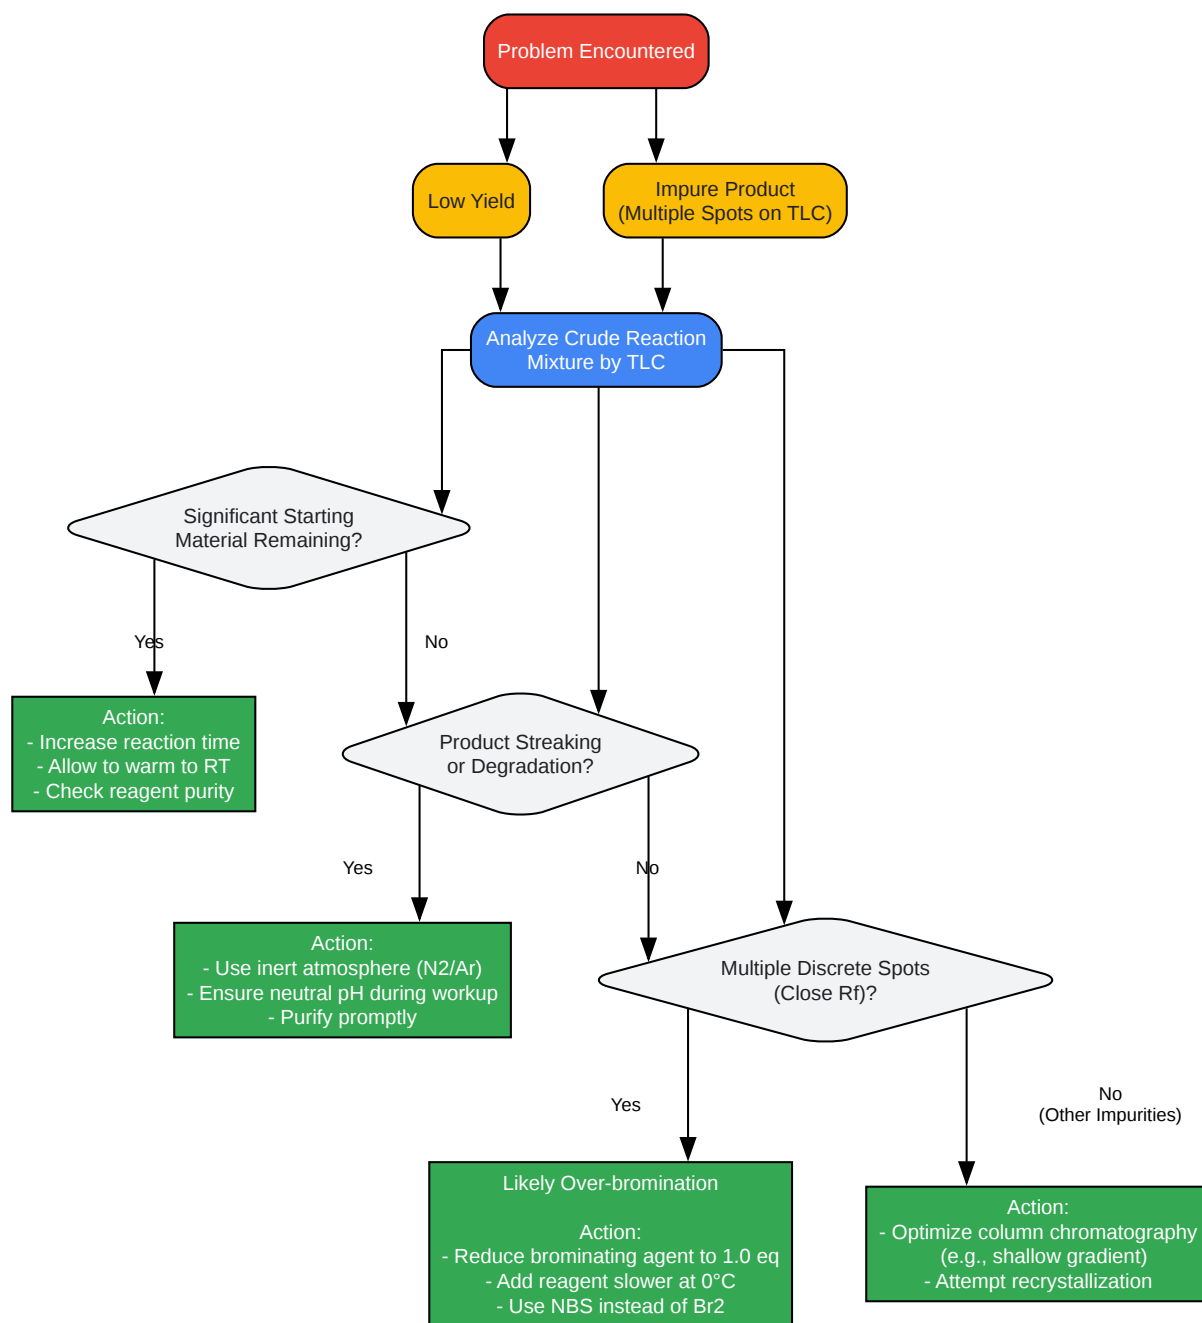 Problem Encountered
Low Yield
Impure Product
(Multiple Spots on TLC)
Analyze Crude Reaction
Mixture by TLC
Significant Starting
Material Remaining?
Yes
No
Action:
- Increase reaction time
- Allow to warm to RT
- Check reagent purity
Product Streaking
or Degradation?
Yes
No
Action:
- Use inert atmosphere (N2/Ar)
- Ensure neutral pH during workup
- Purify promptly
Multiple Discrete Spots
(Close Rf)?
Yes
No
(Other Impurities)
Likely Over-bromination
Action:
- Reduce brominating agent to 1.0 eq
- Add reagent slower at 0°C
- Use NBS instead of Br2
Action:
- Optimize column chromatography
(e.g., shallow gradient)
- Attempt recrystallization